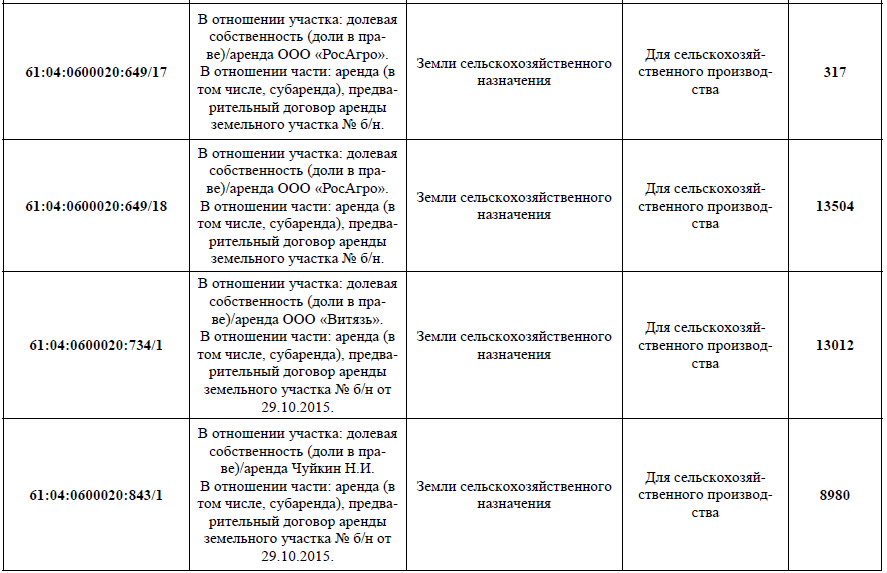 61:04:0600020:649/17
В отношении участка: долевая
собственность (доли в пра-
ве)/аренда ООО «РосАгро».
В отношении части: аренда (в
том числе, субаренда), предва-
рительный договор аренды
земельного участка № б/н.
Земли сельскохозяйственного
назначения
Для сельскохозяй-
ственного производ-
ства
317
61:04:0600020:649/18
В отношении участка: долевая
собственность (доли в пра-
ве)/аренда ООО «РосАгро».
В отношении части: аренда (в
том числе, субаренда), предва-
рительный договор аренды
земельного участка № б/н.
Земли сельскохозяйственного
назначения
Для сельскохозяй-
ственного производ-
ства
13504
61:04:0600020:734/1
В отношении участка: долевая
собственность (доли в пра-
ве)/аренда ООО «Витязь».
В отношении части: аренда (в
том числе, субаренда), предва-
рительный договор аренды
земельного участка № б/н от
29.10.2015.
Земли сельскохозяйственного
назначения
Для сельскохозяй-
ственного производ-
ства
13012
61:04:0600020:843/1
В отношении участка: долевая
собственность (доли в пра-
ве)/аренда Чуйкин Н.И.
В отношении части: аренда (в
том числе, субаренда), предва-
рительный договор аренды
земельного участка № б/н от
29.10.2015.
Земли сельскохозяйственного
назначения
Для сельскохозяй-
ственного производ-
ства
8980